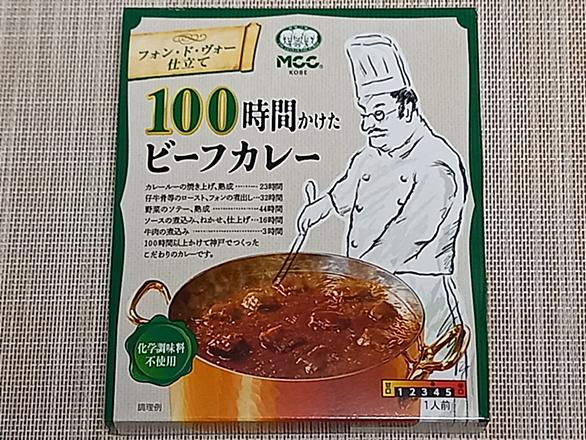 フォン・ド・ヴォー
仕立て
MCC®
KOBE
100時間かけた
ビーフカレー
カレールーの焼き上げ、熟成………23時間
仔牛骨等のロースト、フォンの煮出し…32時間
野菜のソテー、熟成………………44時間
ソースの煮込み、ねかせ、仕上げ…16時間
牛肉の煮込み……………………3時間
100時間以上かけて神戸でつくった
こだわりのカレーです。
化学調味料
不使用
1 2 3 4 5
調理例
1人前